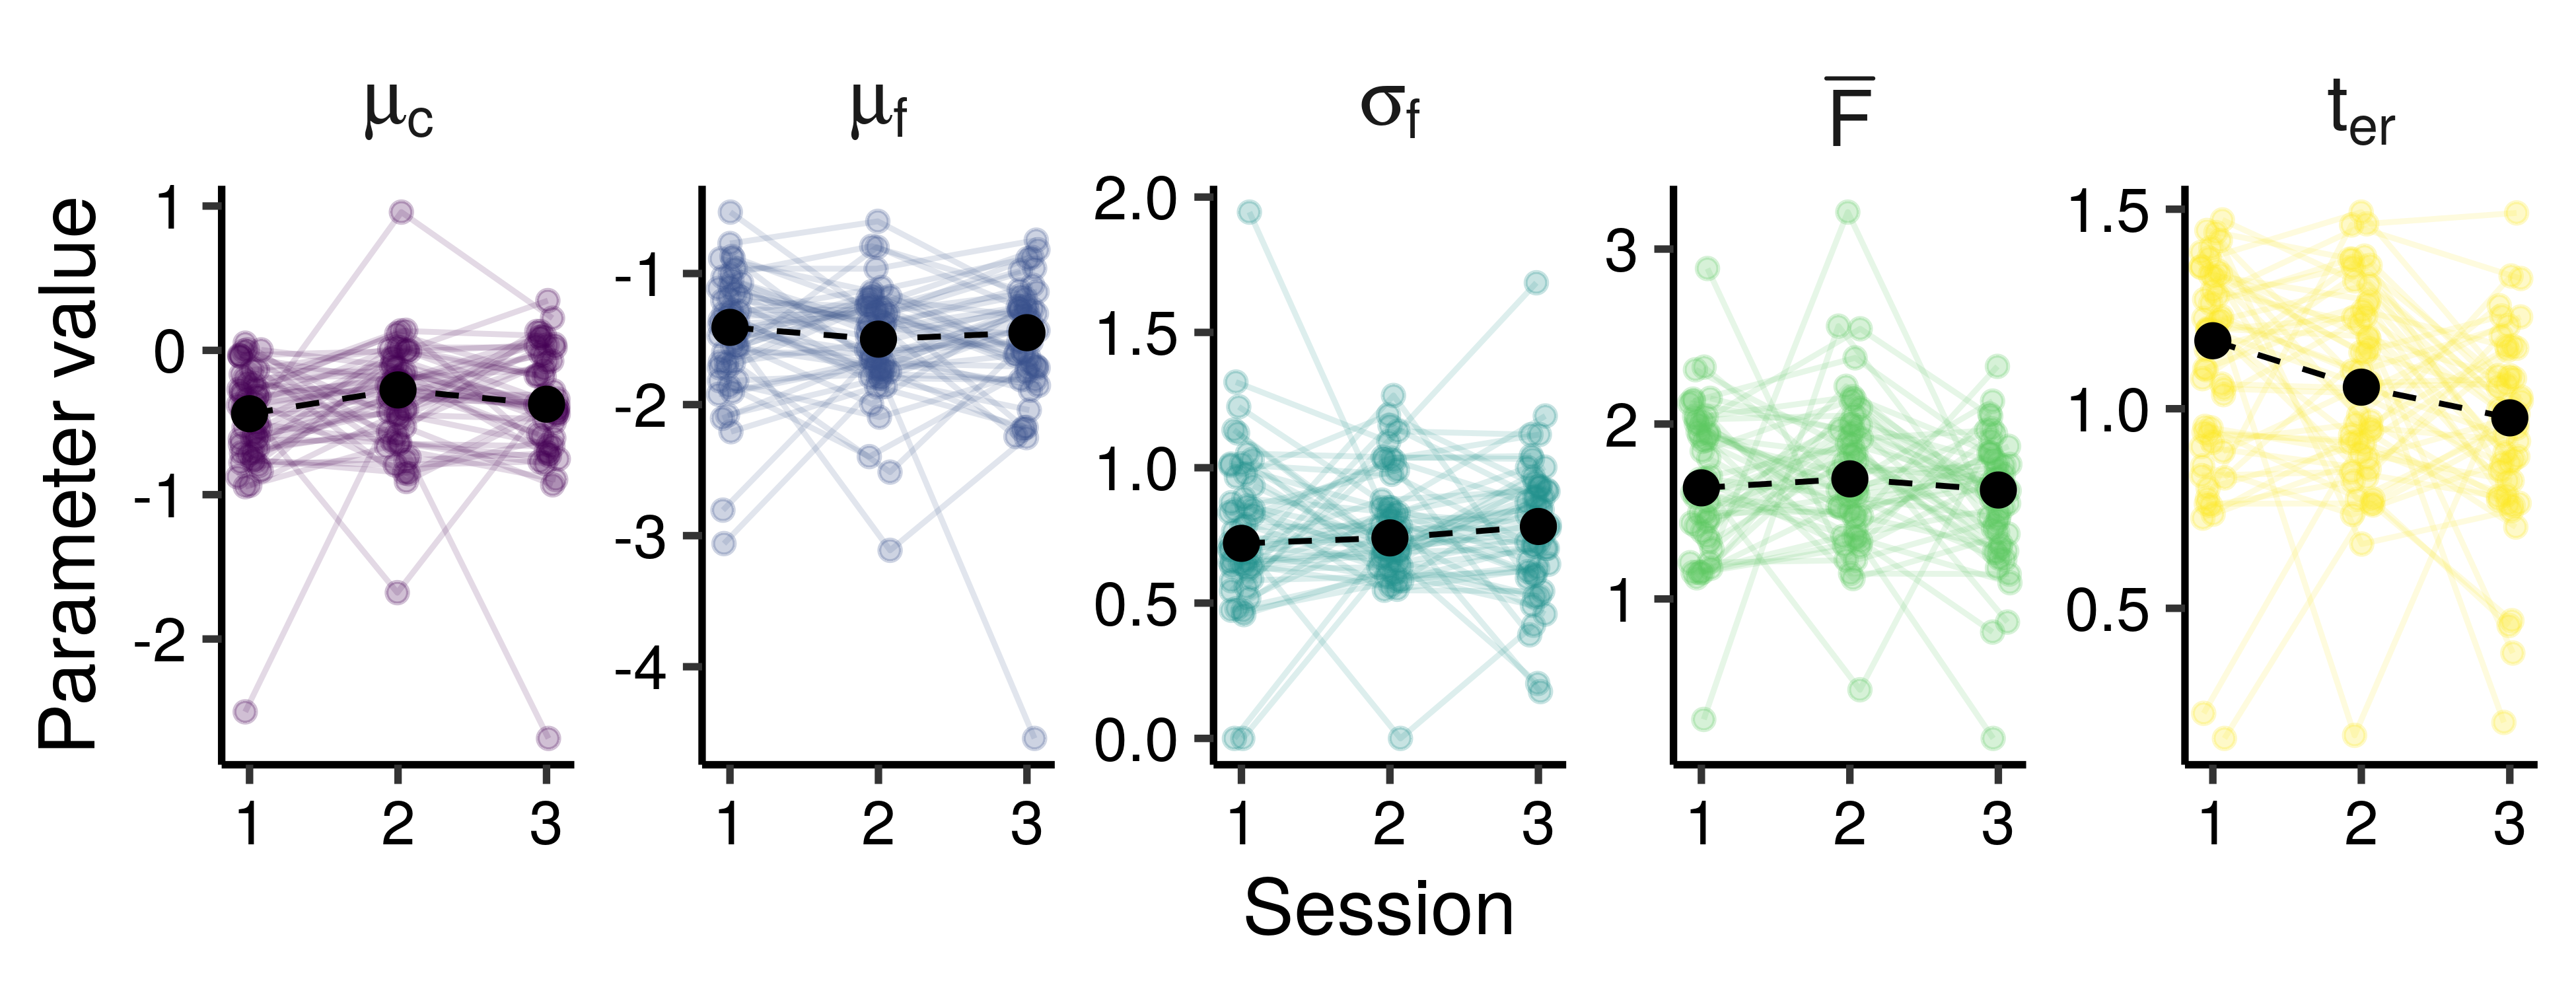 μc μf σf F̅ ter
Parameter value
1 0 -1 -2
-1 -2 -3 -4
2.0 1.5 1.0 0.5 0.0
3 2 1
1.5 1.0 0.5
1 2 3 1 2 3 1 2 3 1 2 3 1 2 3
Session